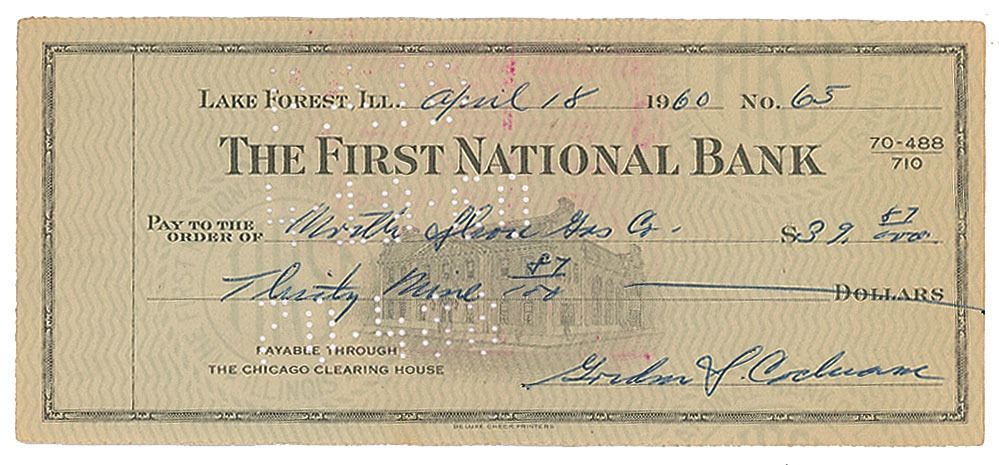 LAKE FOREST, ILL. April 18 1960 No. 65
THE FIRST NATIONAL BANK 70-488/710
PAY TO THE ORDER OF North Shore Gas Co. $39. 87/100
Thirty Nine 87/100 DOLLARS
PAYABLE THROUGH
THE CHICAGO CLEARING HOUSE
Gordon S. Cochrane
DELUXE CHECK PRINTERS